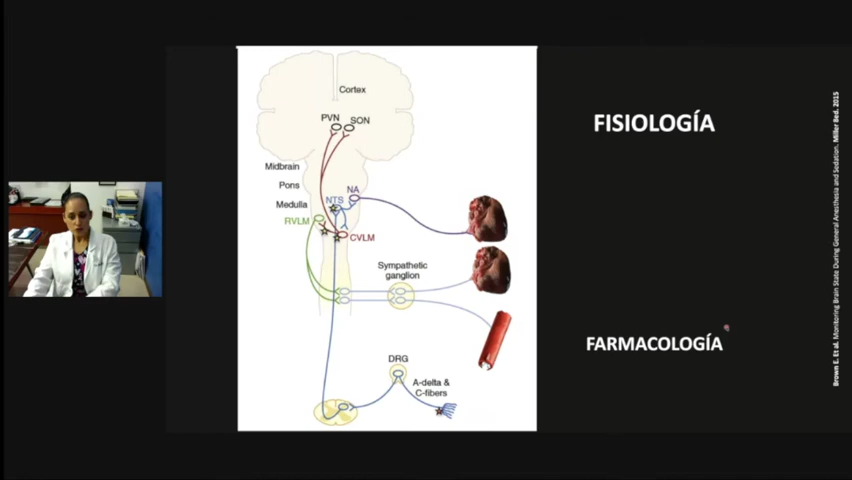 Cortex
PVN
SON
Midbrain
Pons
NA
NTS
Medulla
RVLM
CVLM
Sympathetic
ganglion
DRG
A-delta &
C-fibers
FISIOLOGÍA
FARMACOLOGÍA
Brown E. Et al. Monitoring Brain State During General Anesthesia and Sedation. Miller 8ed. 2015